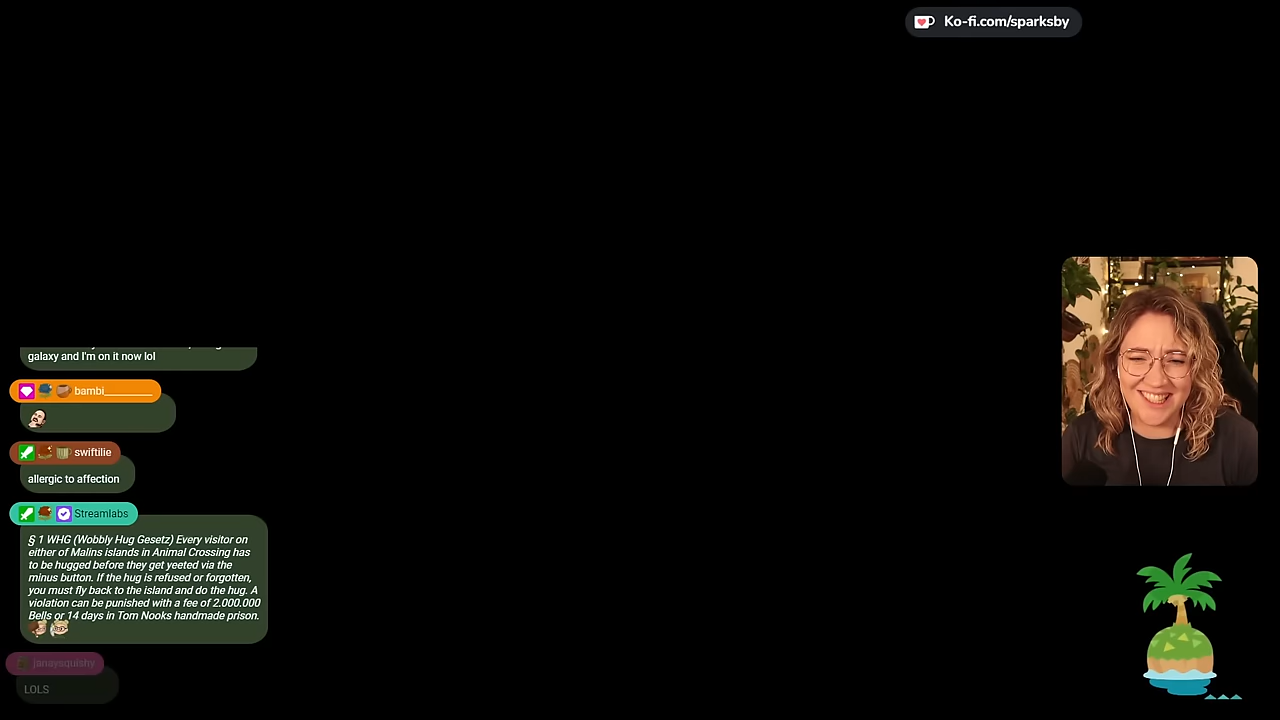 Ko-fi.com/sparksby
galaxy and I'm on it now lol
bambi__________
swiftilie
allergic to affection
Streamlabs
§ 1 WHG (Wobbly Hug Gesetz) Every visitor on
either of Malins islands in Animal Crossing has
to be hugged before they get yeeted via the
minus button. If the hug is refused or forgotten,
you must fly back to the island and do the hug. A
violation can be punished with a fee of 2.000.000
Bells or 14 days in Tom Nooks handmade prison.
janaysquishy
LOLS